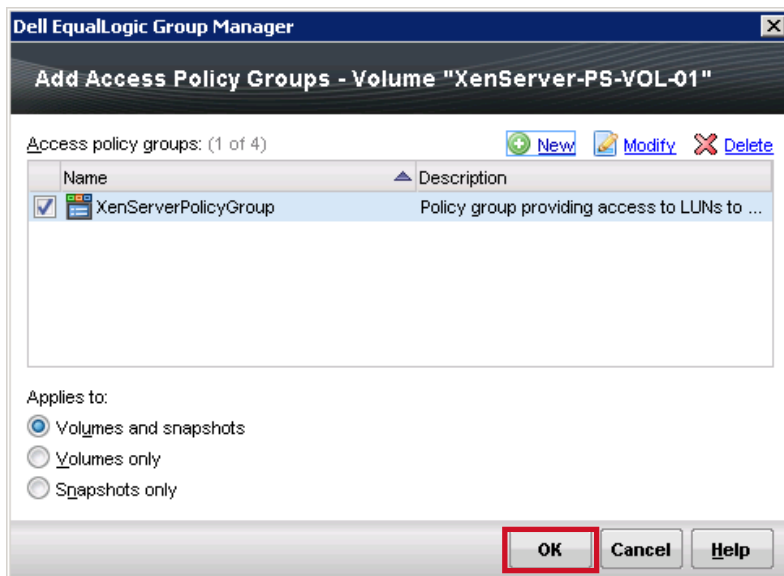 Dell EqualLogic Group Manager
Add Access Policy Groups - Volume "XenServer-PS-VOL-01"
Access policy groups: (1 of 4) New Modify Delete
Name Description
XenServerPolicyGroup Policy group providing access to LUNs to ...
Applies to:
Volumes and snapshots
Volumes only
Snapshots only
OK Cancel Help